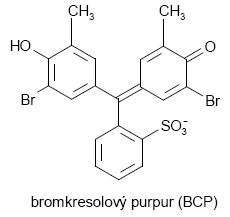 CH3 CH3
HO O
Br Br
SO3-
bromkresolový purpur (BCP)